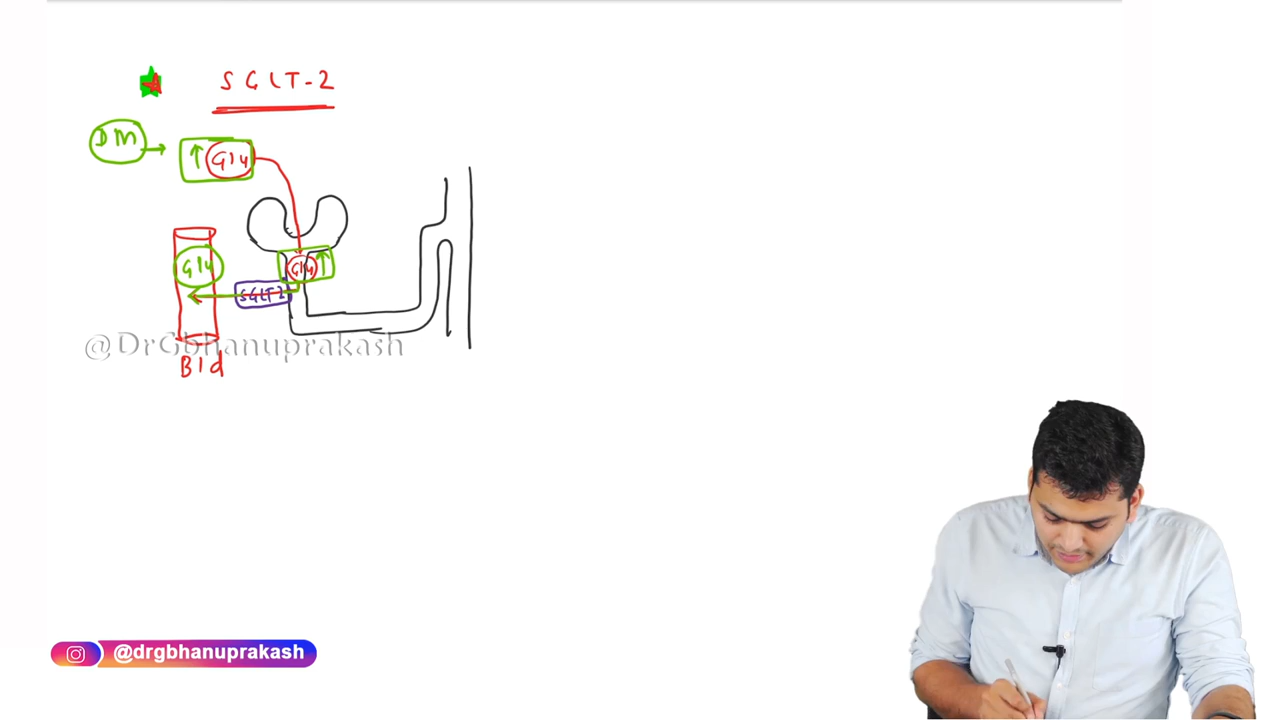 SGLT-2
DM → ↑ Glu
Glu ↑
Glu
SGLT2
@DrGbhanuprakash
Bld
@drgbhanuprakash